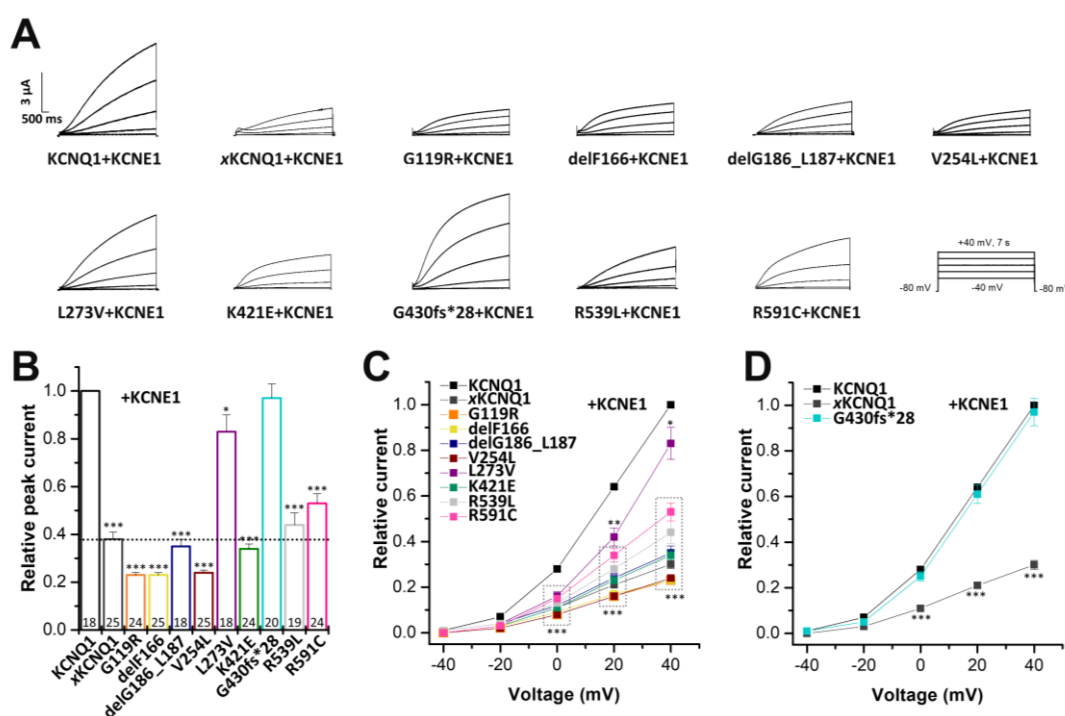 A
3 µA
500 ms
KCNQ1+KCNE1
xKCNQ1+KCNE1
G119R+KCNE1
delF166+KCNE1
delG186_L187+KCNE1
V254L+KCNE1
L273V+KCNE1
K421E+KCNE1
G430fs*28+KCNE1
R539L+KCNE1
R591C+KCNE1
+40 mV, 7 s
-80 mV
-40 mV
-80 mV
B
+KCNE1
Relative peak current
1.0
0.8
0.6
0.4
0.2
0.0
***
***
***
***
***
*
***
***
***
18
25
24
25
18
25
18
24
20
19
24
KCNQ1
xKCNQ1
G119R
delF166
delG186_L187
V254L
L273V
K421E
G430fs*28
R539L
R591C
C
KCNQ1
xKCNQ1
G119R
delF166
delG186_L187
V254L
L273V
K421E
R539L
R591C
+KCNE1
Relative current
1.0
0.8
0.6
0.4
0.2
0.0
*
**
***
***
***
-40
-20
0
20
40
Voltage (mV)
D
KCNQ1
xKCNQ1
G430fs*28
+KCNE1
Relative current
1.0
0.8
0.6
0.4
0.2
0.0
***
***
***
-40
-20
0
20
40
Voltage (mV)